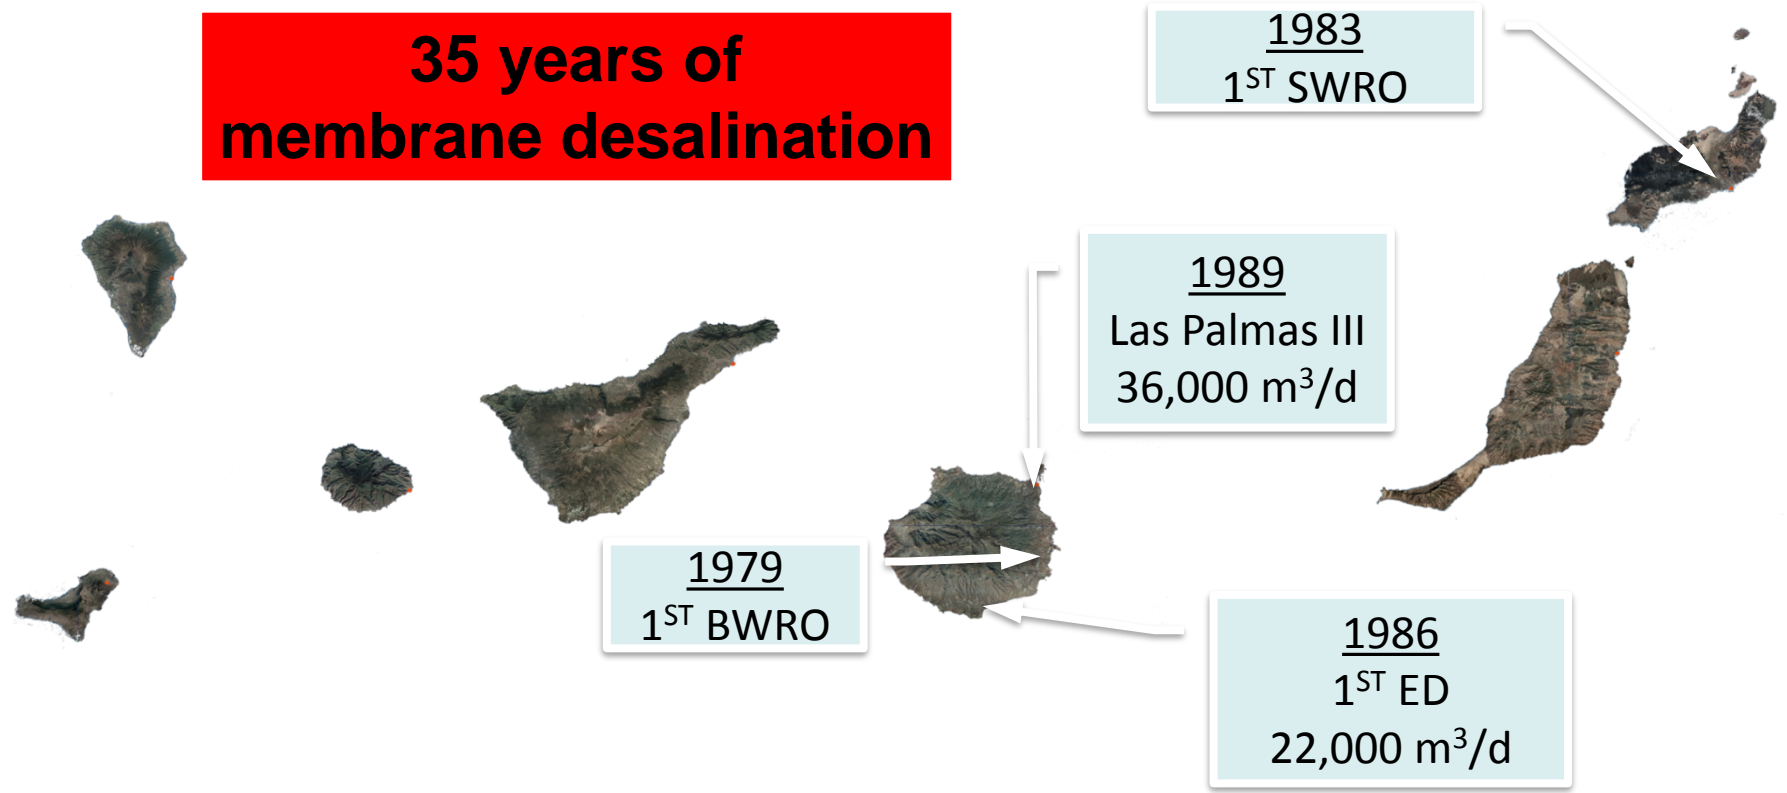 35 years of
membrane desalination
1983
1ST SWRO
1989
Las Palmas III
36,000 m³/d
1979
1ST BWRO
1986
1ST ED
22,000 m³/d